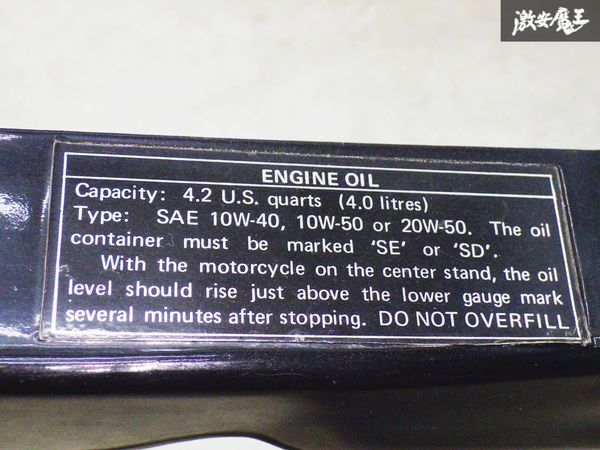 激安魔王
ENGINE OIL
Capacity: 4.2 U.S. quarts (4.0 litres)
Type: SAE 10W-40, 10W-50 or 20W-50. The oil
container must be marked ‘SE’ or ‘SD’.
With the motorcycle on the center stand, the oil
level should rise just above the lower gauge mark
several minutes after stopping. DO NOT OVERFILL